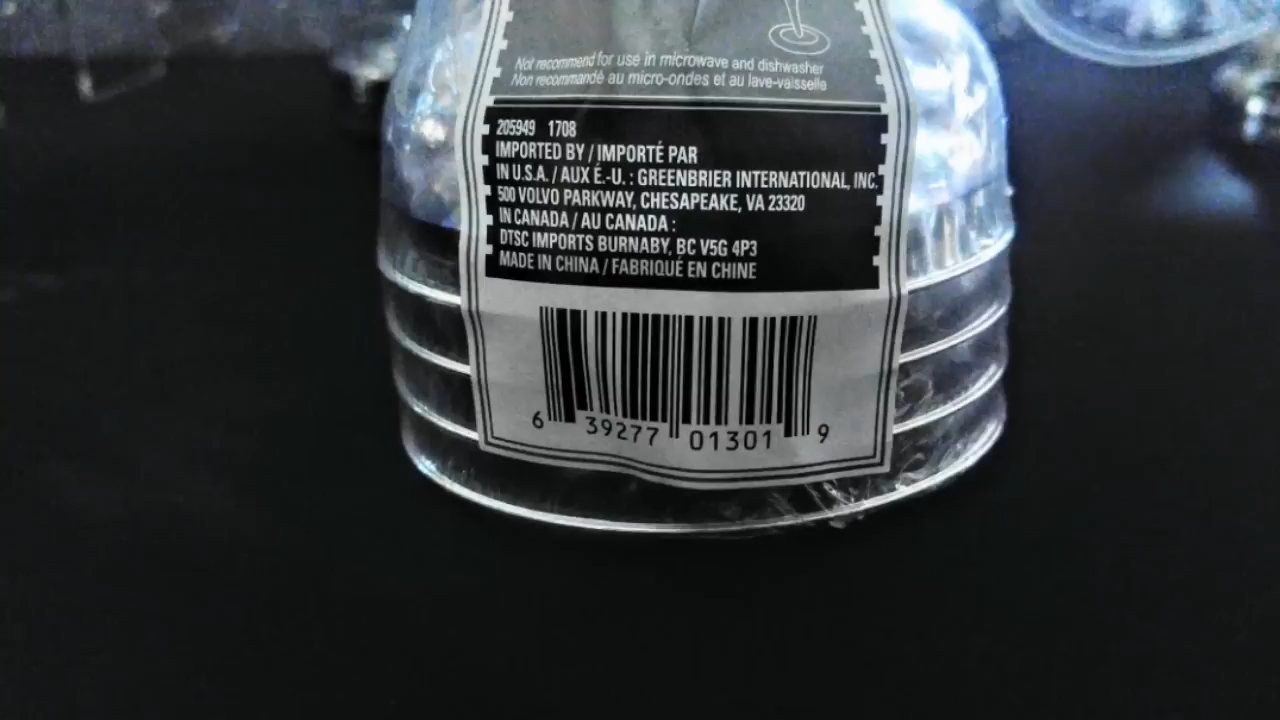 Not recommend for use in microwave and dishwasher
Non recommandé au micro-ondes et au lave-vaisselle
205949 1708
IMPORTED BY / IMPORTÉ PAR
IN U.S.A. / AUX É.-U. : GREENBRIER INTERNATIONAL, INC.
500 VOLVO PARKWAY, CHESAPEAKE, VA 23320
IN CANADA / AU CANADA :
DTSC IMPORTS BURNABY, BC V5G 4P3
MADE IN CHINA / FABRIQUÉ EN CHINE
6 39277 01301 9